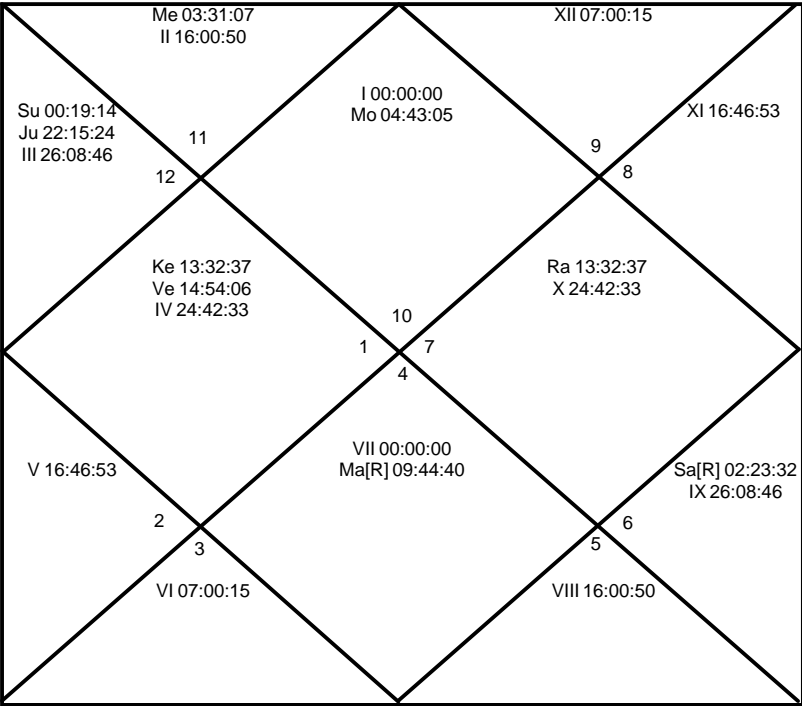 Me 03:31:07
II 16:00:50
XII 07:00:15
I 00:00:00
Mo 04:43:05
Su 00:19:14
Ju 22:15:24
III 26:08:46
XI 16:46:53
11
12
9
8
Ke 13:32:37
Ve 14:54:06
IV 24:42:33
Ra 13:32:37
X 24:42:33
10
1
7
4
VII 00:00:00
Ma[R] 09:44:40
V 16:46:53
Sa[R] 02:23:32
IX 26:08:46
2
3
6
5
VI 07:00:15
VIII 16:00:50